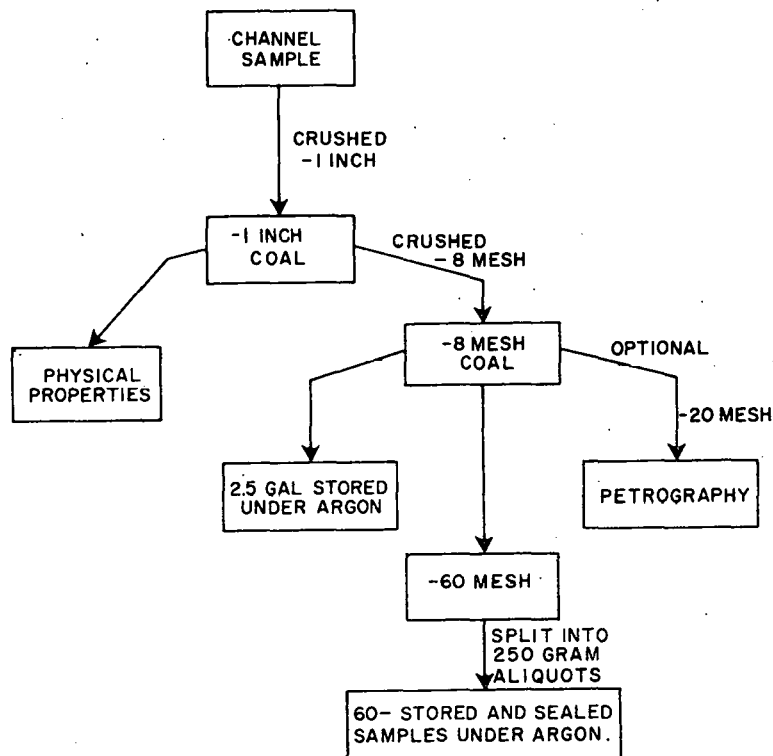 CHANNEL
SAMPLE
CRUSHED
-1 INCH
-1 INCH
COAL
CRUSHED
- 8 MESH
PHYSICAL
PROPERTIES
-8 MESH
COAL
OPTIONAL
-20 MESH
2.5 GAL STORED
UNDER ARGON
PETROGRAPHY
-60 MESH
SPLIT INTO
250 GRAM
ALIQUOTS
60- STORED AND SEALED
SAMPLES UNDER ARGON.